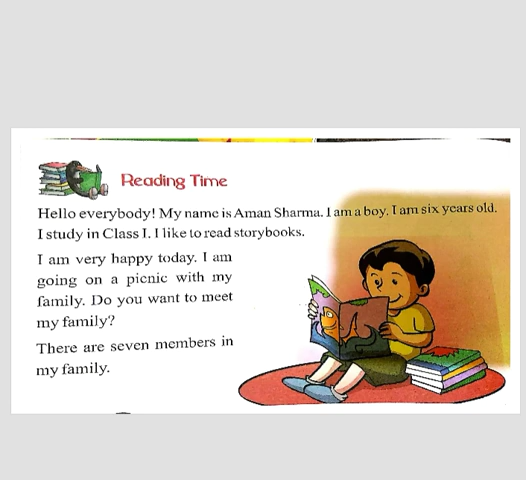 Reading Time
Hello everybody! My name is Aman Sharma. I am a boy. I am six years old.
I study in Class I. I like to read storybooks.
I am very happy today. I am
going on a picnic with my
family. Do you want to meet
my family?
There are seven members in
my family.